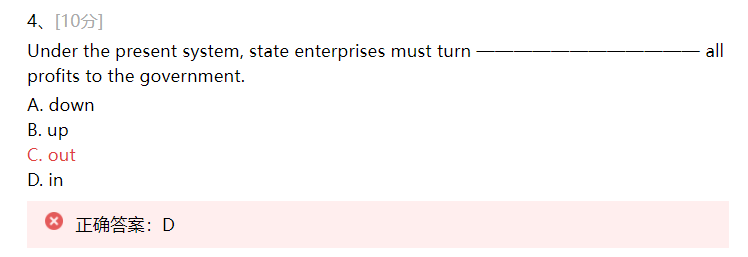 4、[10分]
Under the present system, state enterprises must turn ———————————— all
profits to the government.
A. down
B. up
C. out
D. in
正确答案：D